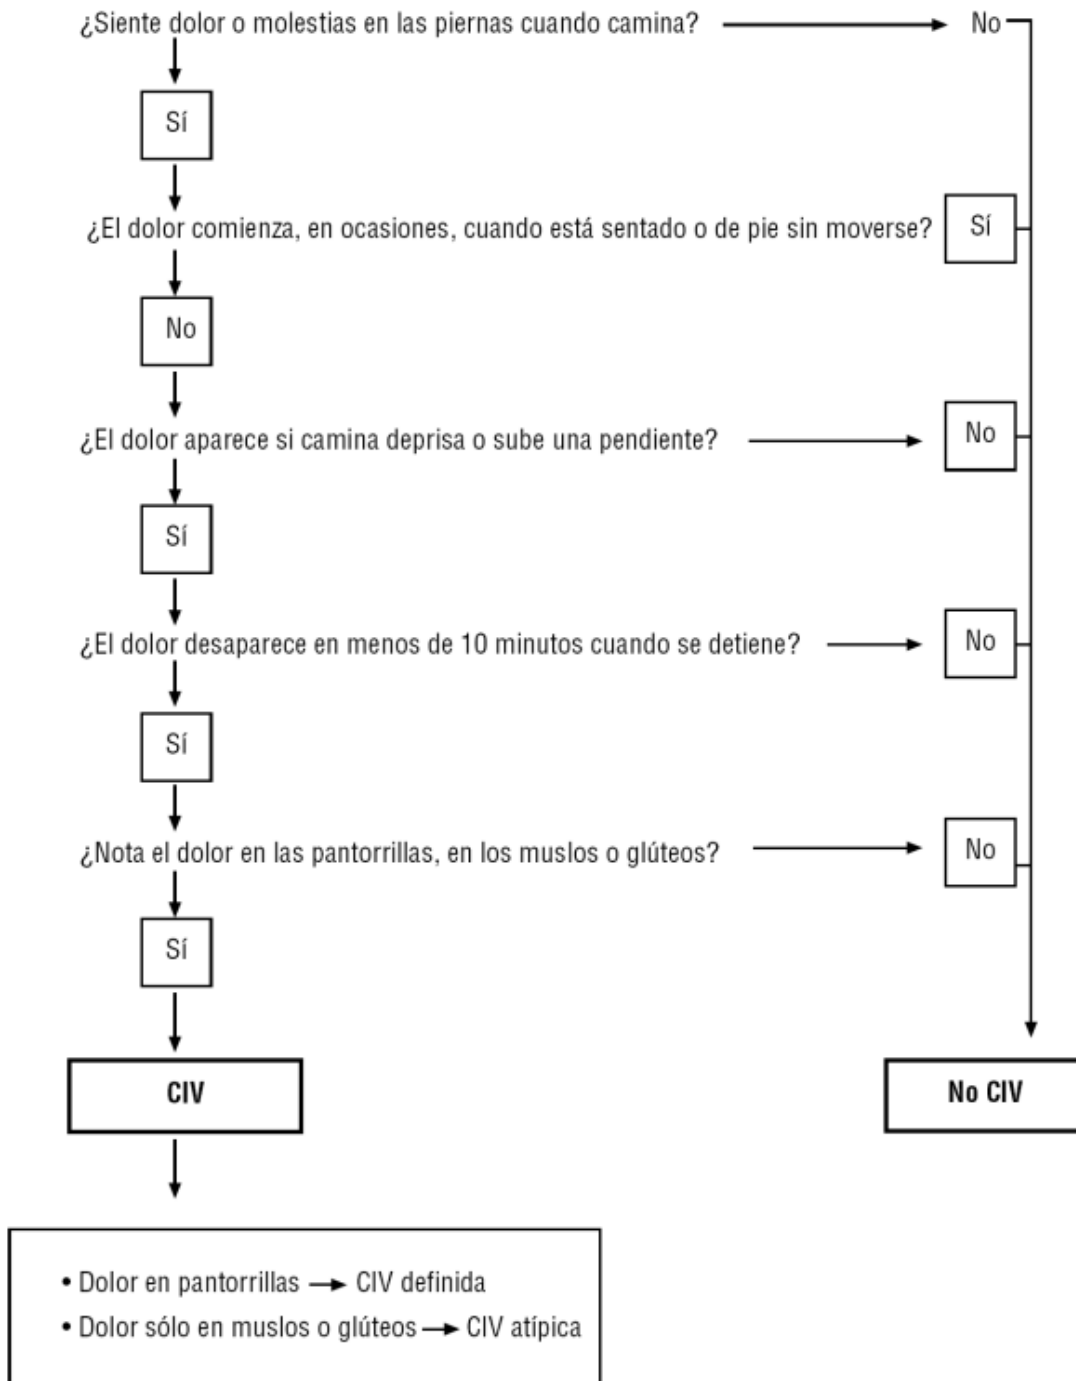 ¿Siente dolor o molestias en las piernas cuando camina?
No
Sí
¿El dolor comienza, en ocasiones, cuando está sentado o de pie sin moverse?
Sí
No
¿El dolor aparece si camina deprisa o sube una pendiente?
No
Sí
¿El dolor desaparece en menos de 10 minutos cuando se detiene?
No
Sí
¿Nota el dolor en las pantorrillas, en los muslos o glúteos?
No
Sí
CIV
No CIV
• Dolor en pantorrillas → CIV definida
• Dolor sólo en muslos o glúteos → CIV atípica